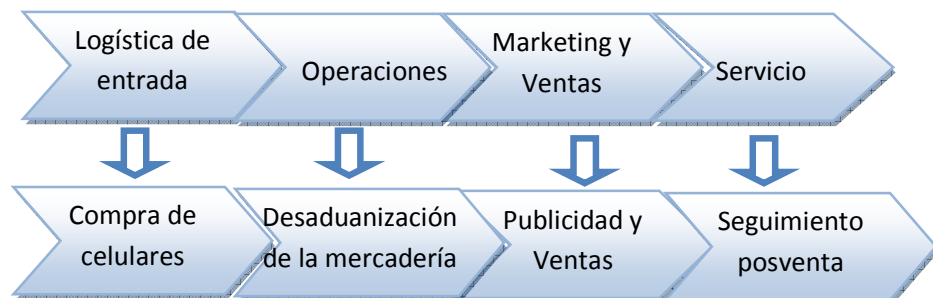 Logística de
entrada
Operaciones
Marketing y
Ventas
Servicio
Compra de
celulares
Desaduanización
de la mercadería
Publicidad y
Ventas
Seguimiento
posventa